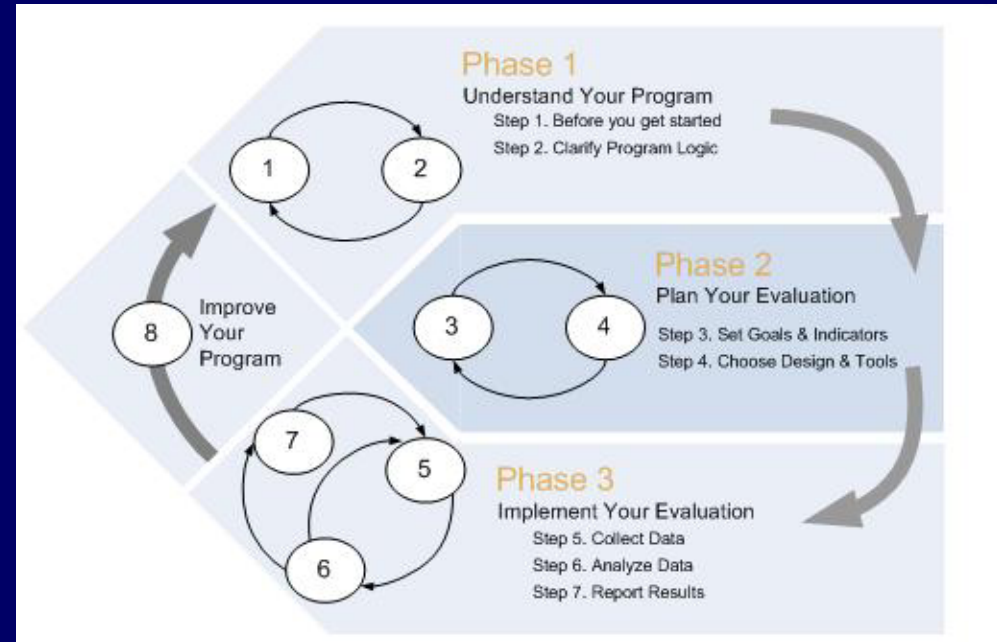 Phase 1
Understand Your Program
Step 1. Before you get started
Step 2. Clarify Program Logic
1
2
Phase 2
Plan Your Evaluation
Step 3. Set Goals & Indicators
Step 4. Choose Design & Tools
3
4
8
Improve
Your
Program
7
5
6
Phase 3
Implement Your Evaluation
Step 5. Collect Data
Step 6. Analyze Data
Step 7. Report Results